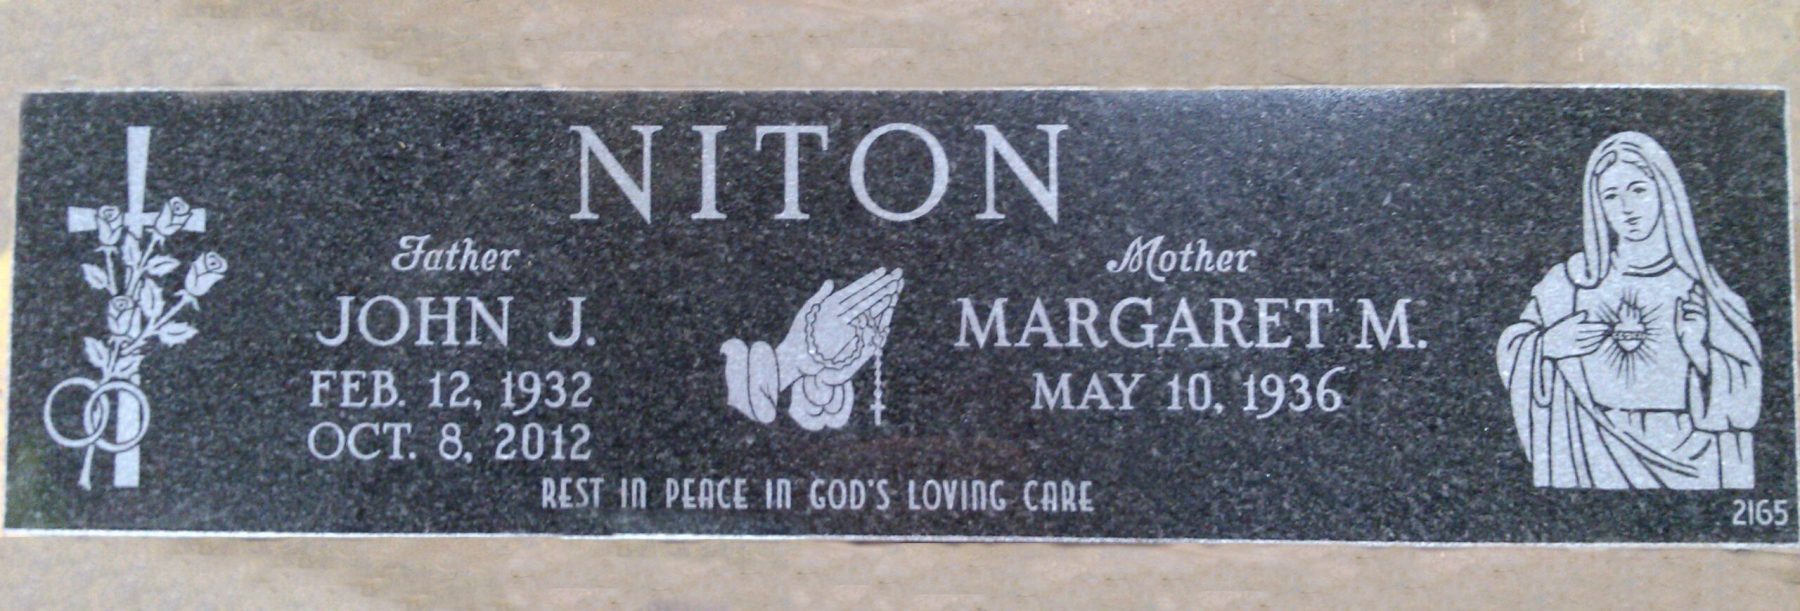 NITON
Father
JOHN J.
FEB. 12, 1932
OCT. 8, 2012
Mother
MARGARET M.
MAY 10, 1936
REST IN PEACE IN GOD'S LOVING CARE
2165